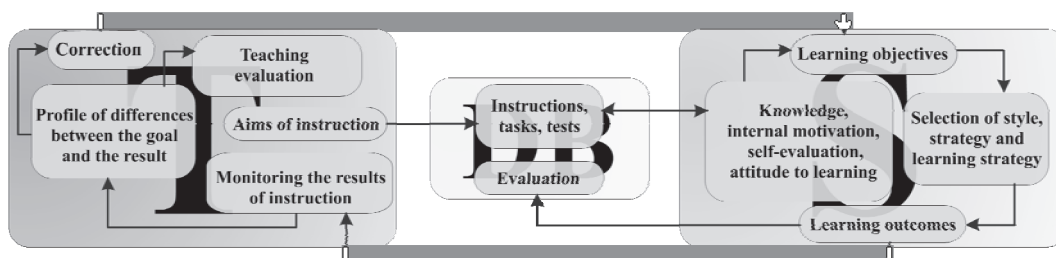 Correction
Teaching
evaluation
Profile of differences
between the goal
and the result
Aims of instruction
Monitoring the results
of instruction
T
Instructions,
tasks, tests
Evaluation
DB
Learning objectives
Knowledge,
internal motivation,
self-evaluation,
attitude to learning
Selection of style,
strategy and
learning strategy
Learning outcomes
S